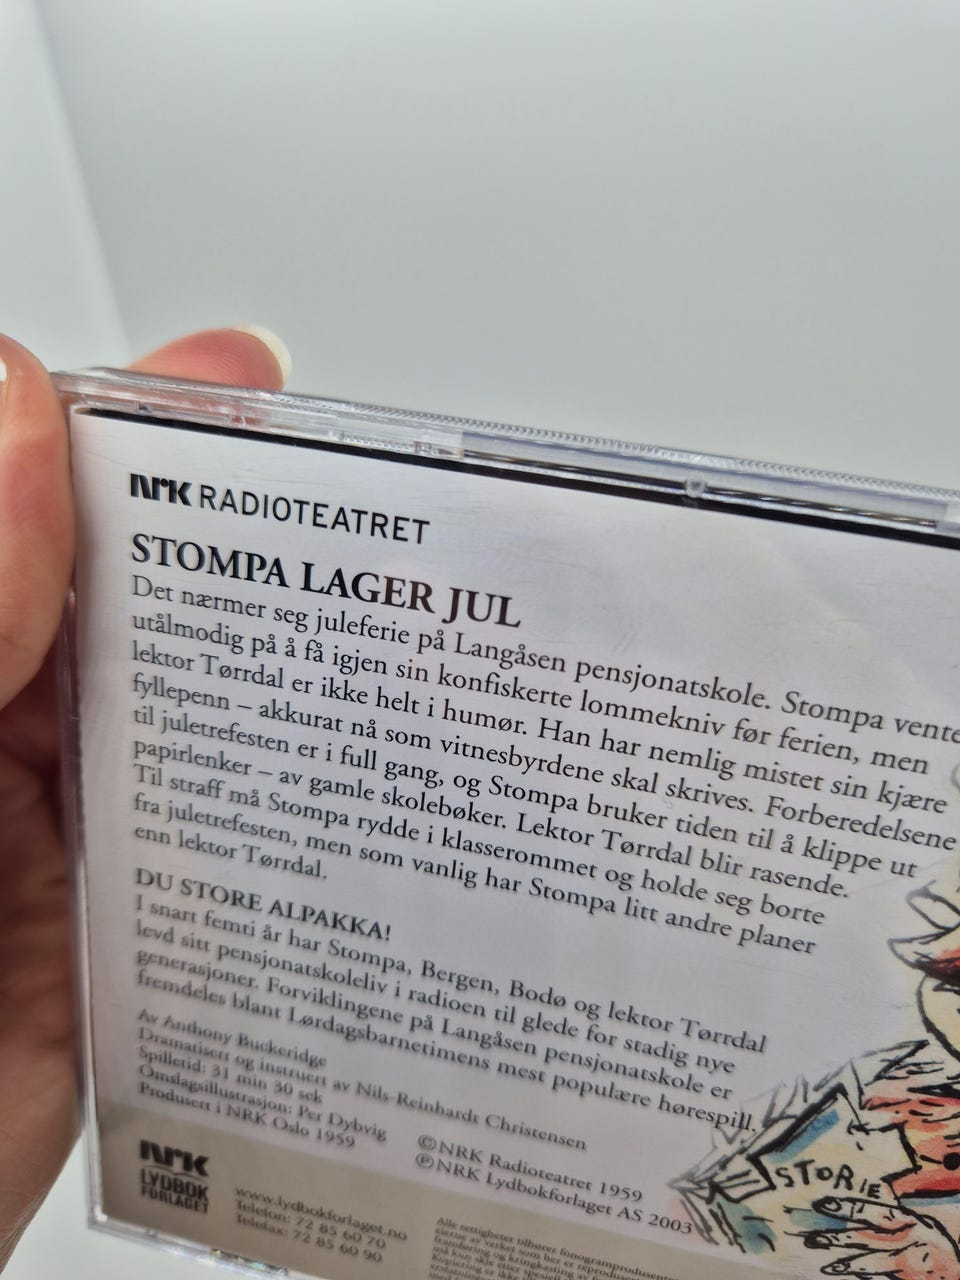 NRK RADIOTEATRET
STOMPA LAGER JUL
Det nærmer seg juleferie på Langåsen pensjonatskole. Stompa vente
utålmodig på å få igjen sin konfiskerte lommekniv før ferien, men
lektor Tørrdal er ikke helt i humør. Han har nemlig mistet sin kjære
fyllepenn – akkurat nå som vitnesbyrdene skal skrives. Forberedelsene
til juletrefesten er i full gang, og Stompa bruker tiden til å klippe ut
papirlenker – av gamle skolebøker. Lektor Tørrdal blir rasende.
Til straff må Stompa rydde i klasserommet og holde seg borte
fra juletrefesten, men som vanlig har Stompa litt andre planer
enn lektor Tørrdal.
DU STORE ALPAKKA!
I snart femti år har Stompa, Bergen, Bodø og lektor Tørrdal
levd sitt pensjonatskoleliv i radioen til glede for stadig nye
generasjoner. Forviklingene på Langåsen pensjonatskole er
fremdeles blant Lørdagsbarnetimens mest populære hørespill.
Av Anthony Buckeridge
Dramatisert og instruert av Nils-Reinhardt Christensen
Spilletid: 31 min 30 sek
Omslagsillustrasjon: Per Dybvig
Produsert i NRK Oslo 1959
©NRK Radioteatret 1959
℗NRK Lydbokforlaget AS 2003
NRK
LYDBOK
FORLAGET
www.lydbokforlaget.no
Telefon: 72 85 60 70
Telefax: 72 85 60 90
Alle rettigheter tilhører fonogramprodusenten
STORIE